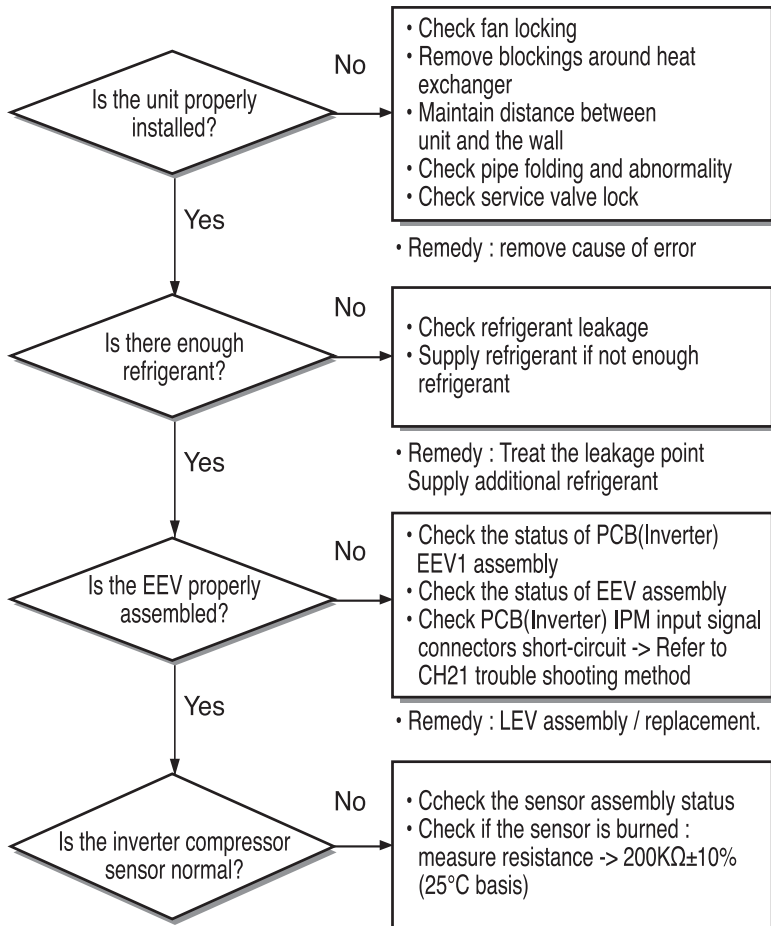 Is the unit properly
installed?
No
• Check fan locking
• Remove blockings around heat
exchanger
• Maintain distance between
unit and the wall
• Check pipe folding and abnormality
• Check service valve lock
• Remedy : remove cause of error
Yes
Is there enough
refrigerant?
No
• Check refrigerant leakage
• Supply refrigerant if not enough
refrigerant
• Remedy : Treat the leakage point
Supply additional refrigerant
Yes
Is the EEV properly
assembled?
No
• Check the status of PCB(Inverter)
EEV1 assembly
• Check the status of EEV assembly
• Check PCB(Inverter) IPM input signal
connectors short-circuit -> Refer to
CH21 trouble shooting method
• Remedy : LEV assembly / replacement.
Yes
Is the inverter compressor
sensor normal?
No
• Ccheck the sensor assembly status
• Check if the sensor is burned :
measure resistance -> 200KΩ±10%
(25°C basis)